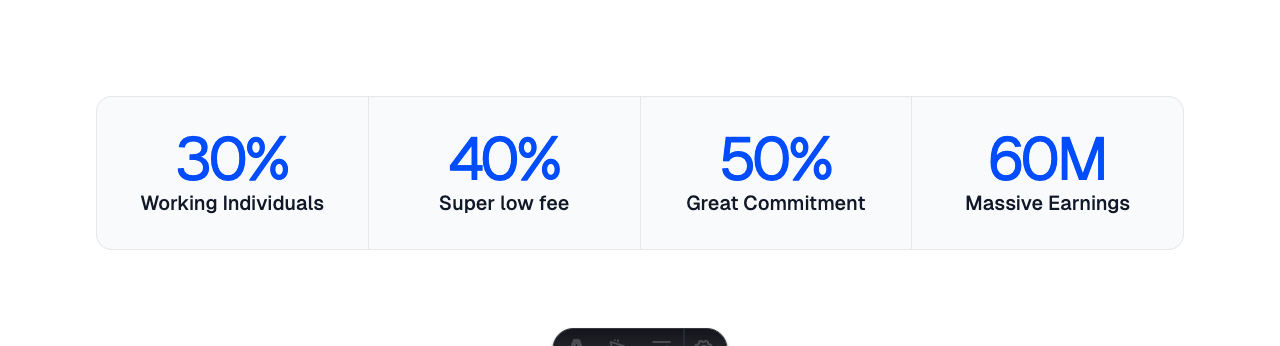 30%
Working Individuals
40%
Super low fee
50%
Great Commitment
60M
Massive Earnings